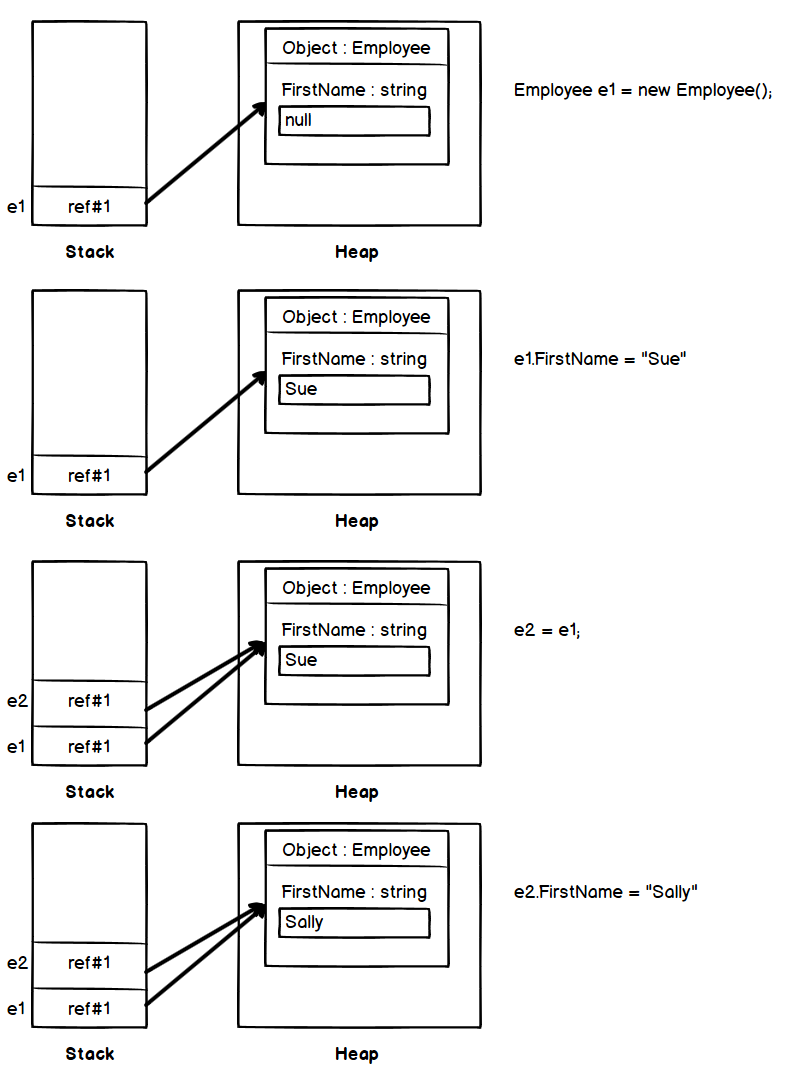 Object : Employee
FirstName : string
Employee e1 = new Employee();
null
e1
ref#1
Stack
Heap
Object : Employee
FirstName : string
e1.FirstName = "Sue"
Sue
e1
ref#1
Stack
Heap
Object : Employee
FirstName : string
e2 = e1;
Sue
e2
ref#1
e1
ref#1
Stack
Heap
Object : Employee
FirstName : string
e2.FirstName = "Sally"
Sally
e2
ref#1
e1
ref#1
Stack
Heap